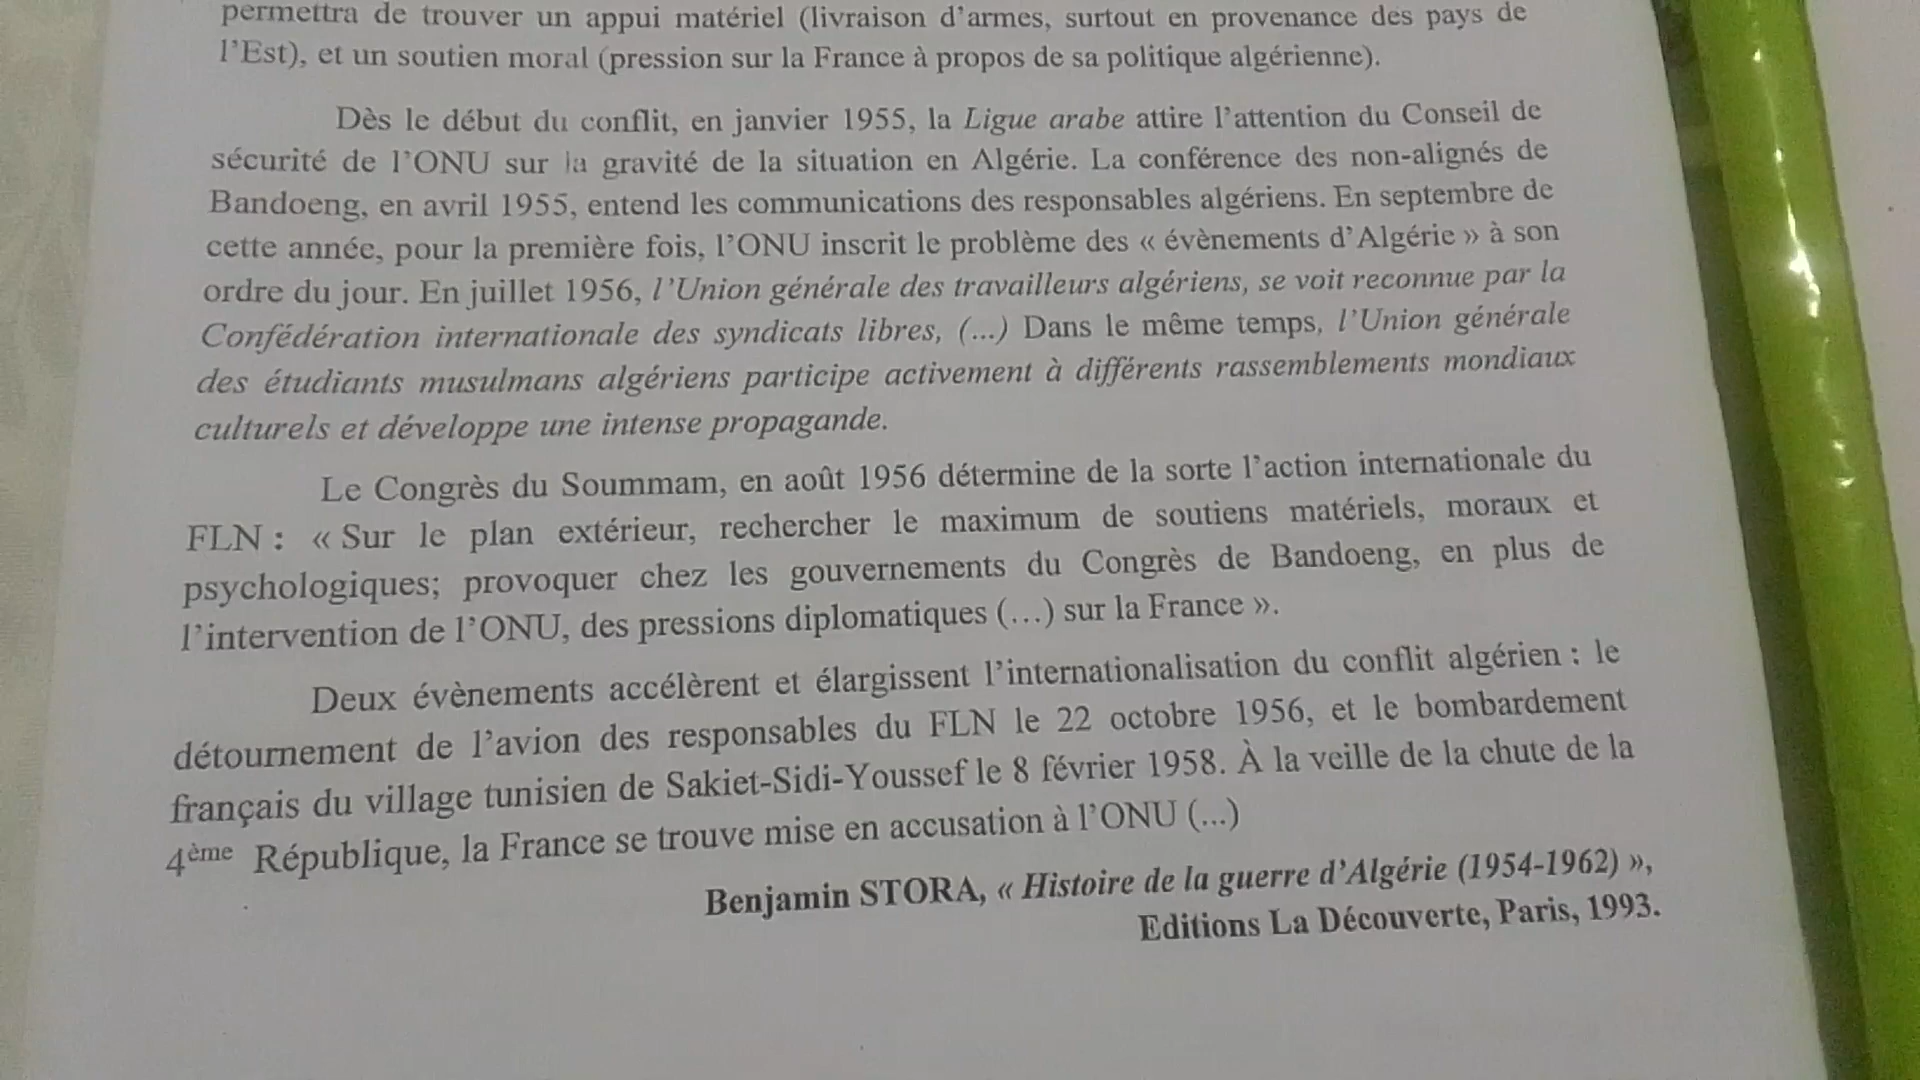 permettra de trouver un appui matériel (livraison d'armes, surtout en provenance des pays de
l'Est), et un soutien moral (pression sur la France à propos de sa politique algérienne).
Dès le début du conflit, en janvier 1955, la Ligue arabe attire l'attention du Conseil de
sécurité de l'ONU sur la gravité de la situation en Algérie. La conférence des non-alignés de
Bandoeng, en avril 1955, entend les communications des responsables algériens. En septembre de
cette année, pour la première fois, l'ONU inscrit le problème des « évènements d'Algérie » à son
ordre du jour. En juillet 1956, l'Union générale des travailleurs algériens, se voit reconnue par la
Confédération internationale des syndicats libres, (...) Dans le même temps, l'Union générale
des étudiants musulmans algériens participe activement à différents rassemblements mondiaux
culturels et développe une intense propagande.
Le Congrès du Soummam, en août 1956 détermine de la sorte l'action internationale du
FLN : « Sur le plan extérieur, rechercher le maximum de soutiens matériels, moraux et
psychologiques; provoquer chez les gouvernements du Congrès de Bandoeng, en plus de
l'intervention de l'ONU, des pressions diplomatiques (...) sur la France ».
Deux évènements accélèrent et élargissent l'internationalisation du conflit algérien : le
détournement de l'avion des responsables du FLN le 22 octobre 1956, et le bombardement
français du village tunisien de Sakiet-Sidi-Youssef le 8 février 1958. À la veille de la chute de la
4ème République, la France se trouve mise en accusation à l'ONU (...)
Benjamin STORA, « Histoire de la guerre d'Algérie (1954-1962) »,
Editions La Découverte, Paris, 1993.